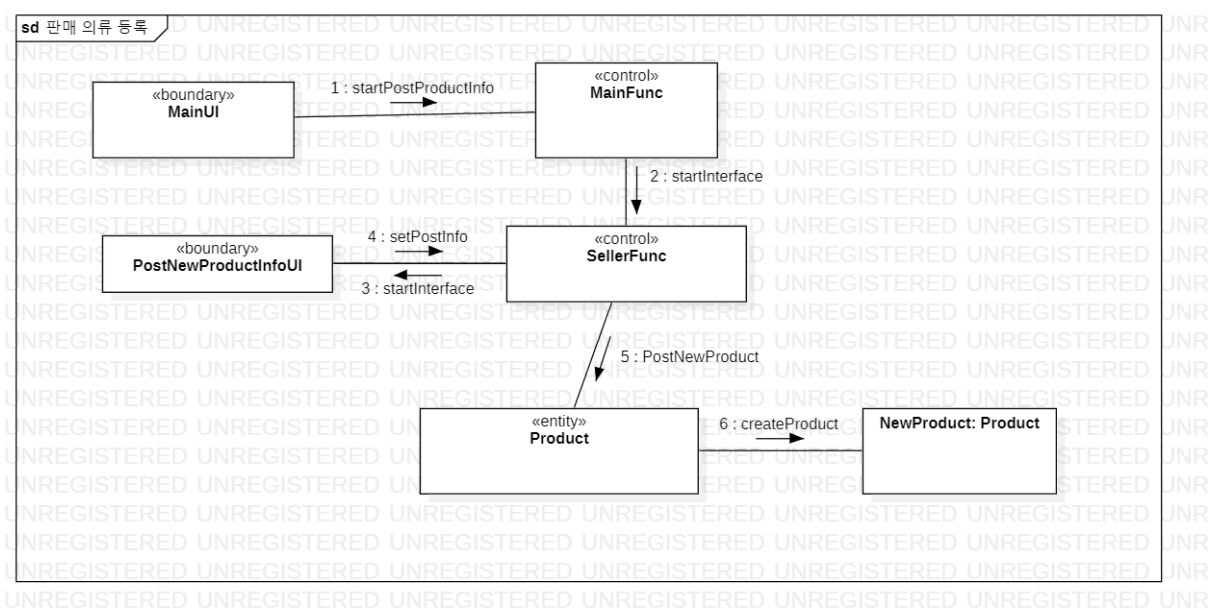 sd 판매 의류 등록
«boundary»
MainUI
1 : startPostProductInfo
«control»
MainFunc
2 : startInterface
«boundary»
PostNewProductInfoUI
4 : setPostInfo
3 : startInterface
«control»
SellerFunc
5 : PostNewProduct
«entity»
Product
6 : createProduct
NewProduct: Product
UNREGISTERED